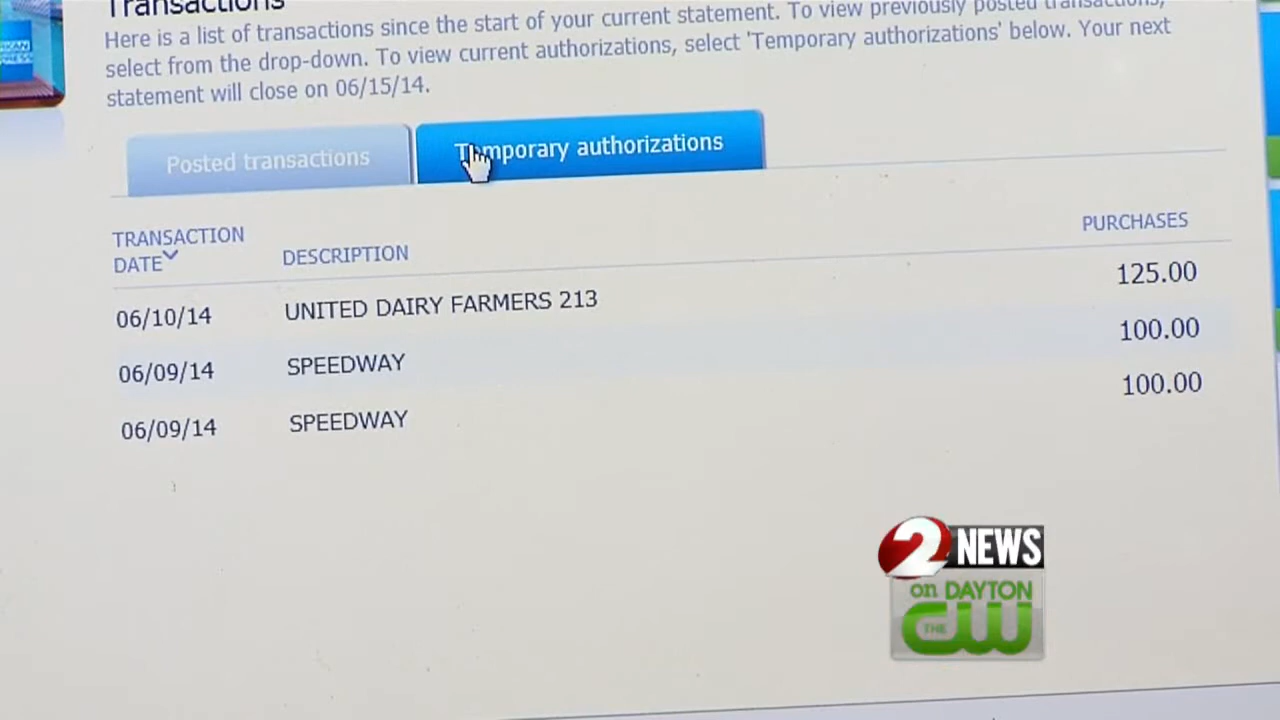 Transactions
Here is a list of transactions since the start of your current statement. To view previously posted transactions,
select from the drop-down. To view current authorizations, select 'Temporary authorizations' below. Your next
statement will close on 06/15/14.
Posted transactions
Temporary authorizations
TRANSACTION
DATE
DESCRIPTION
PURCHASES
06/10/14 UNITED DAIRY FARMERS 213 125.00
06/09/14 SPEEDWAY 100.00
06/09/14 SPEEDWAY 100.00
2 NEWS
on DAYTON
THE CW